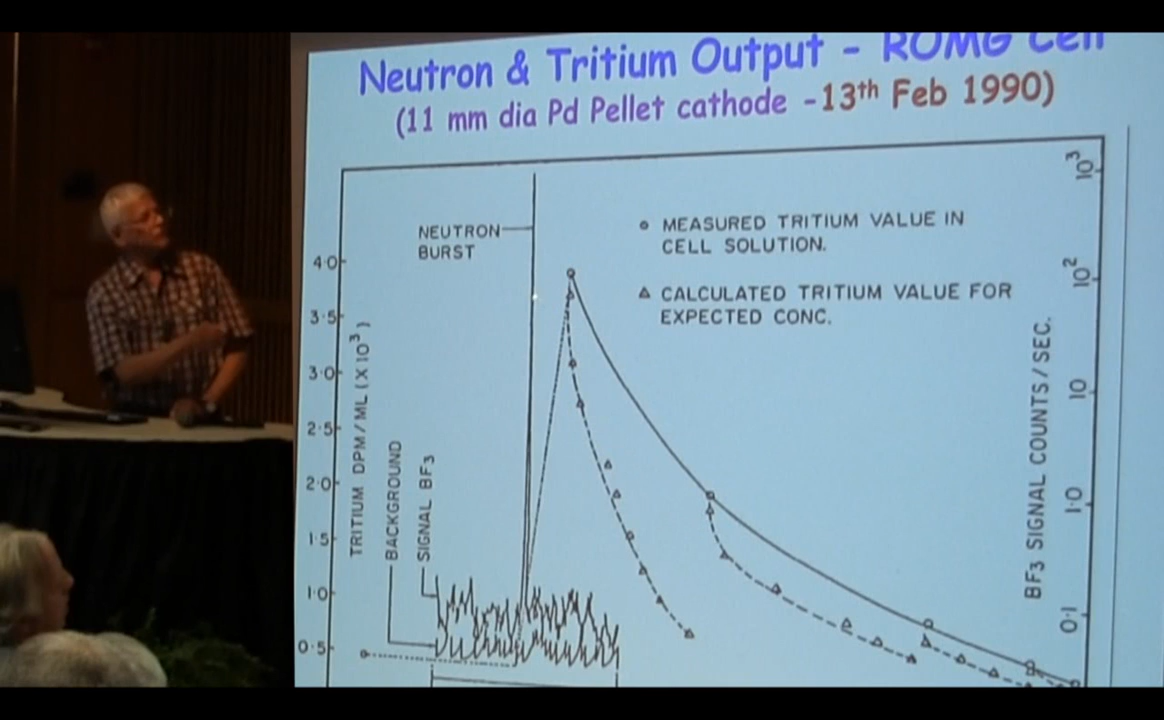 Neutron & Tritium Output - ROMG Cell
(11 mm dia Pd Pellet cathode -13th Feb 1990)
NEUTRON
BURST
MEASURED TRITIUM VALUE IN
CELL SOLUTION.
CALCULATED TRITIUM VALUE FOR
EXPECTED CONC.
4·0
3·5
3·0
2·5
2·0
1·5
1·0
0·5
TRITIUM DPM/ML (X10³)
BACKGROUND
SIGNAL BF₃
10³
10²
10
1·0
0·1
BF₃ SIGNAL COUNTS/SEC.